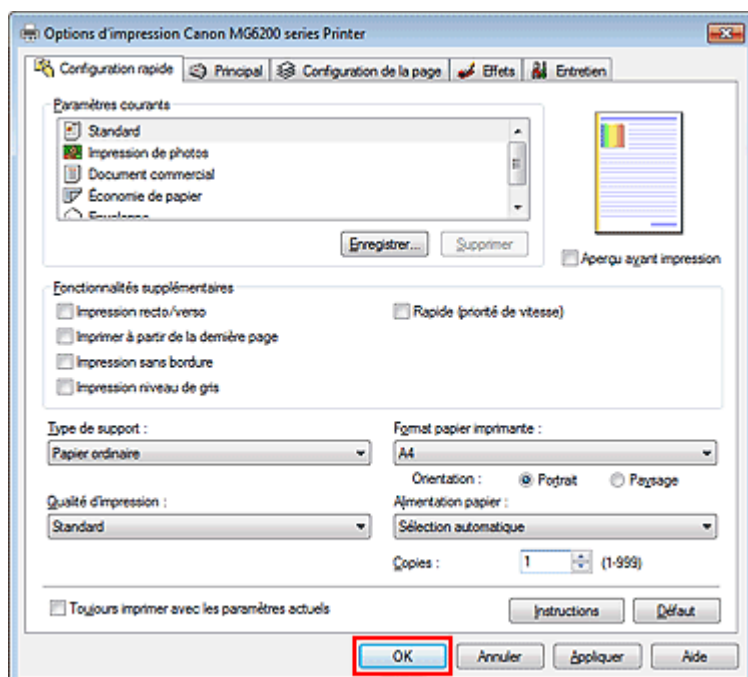 Options d'impression Canon MG6200 series Printer
Configuration rapide Principal Configuration de la page Effets Entretien
Paramètres courants
Standard
Impression de photos
Document commercial
Économie de papier
Enregistrer... Supprimer
Aperçu avant impression
Fonctionnalités supplémentaires
Impression recto/verso Rapide (priorité de vitesse)
Imprimer à partir de la dernière page
Impression sans bordure
Impression niveau de gris
Type de support : Format papier imprimante :
Papier ordinaire A4
Orientation : Portrait Paysage
Qualité d'impression : Alimentation papier :
Standard Sélection automatique
Copies : 1 (1-999)
Toujours imprimer avec les paramètres actuels Instructions Défaut
OK Annuler Appliquer Aide